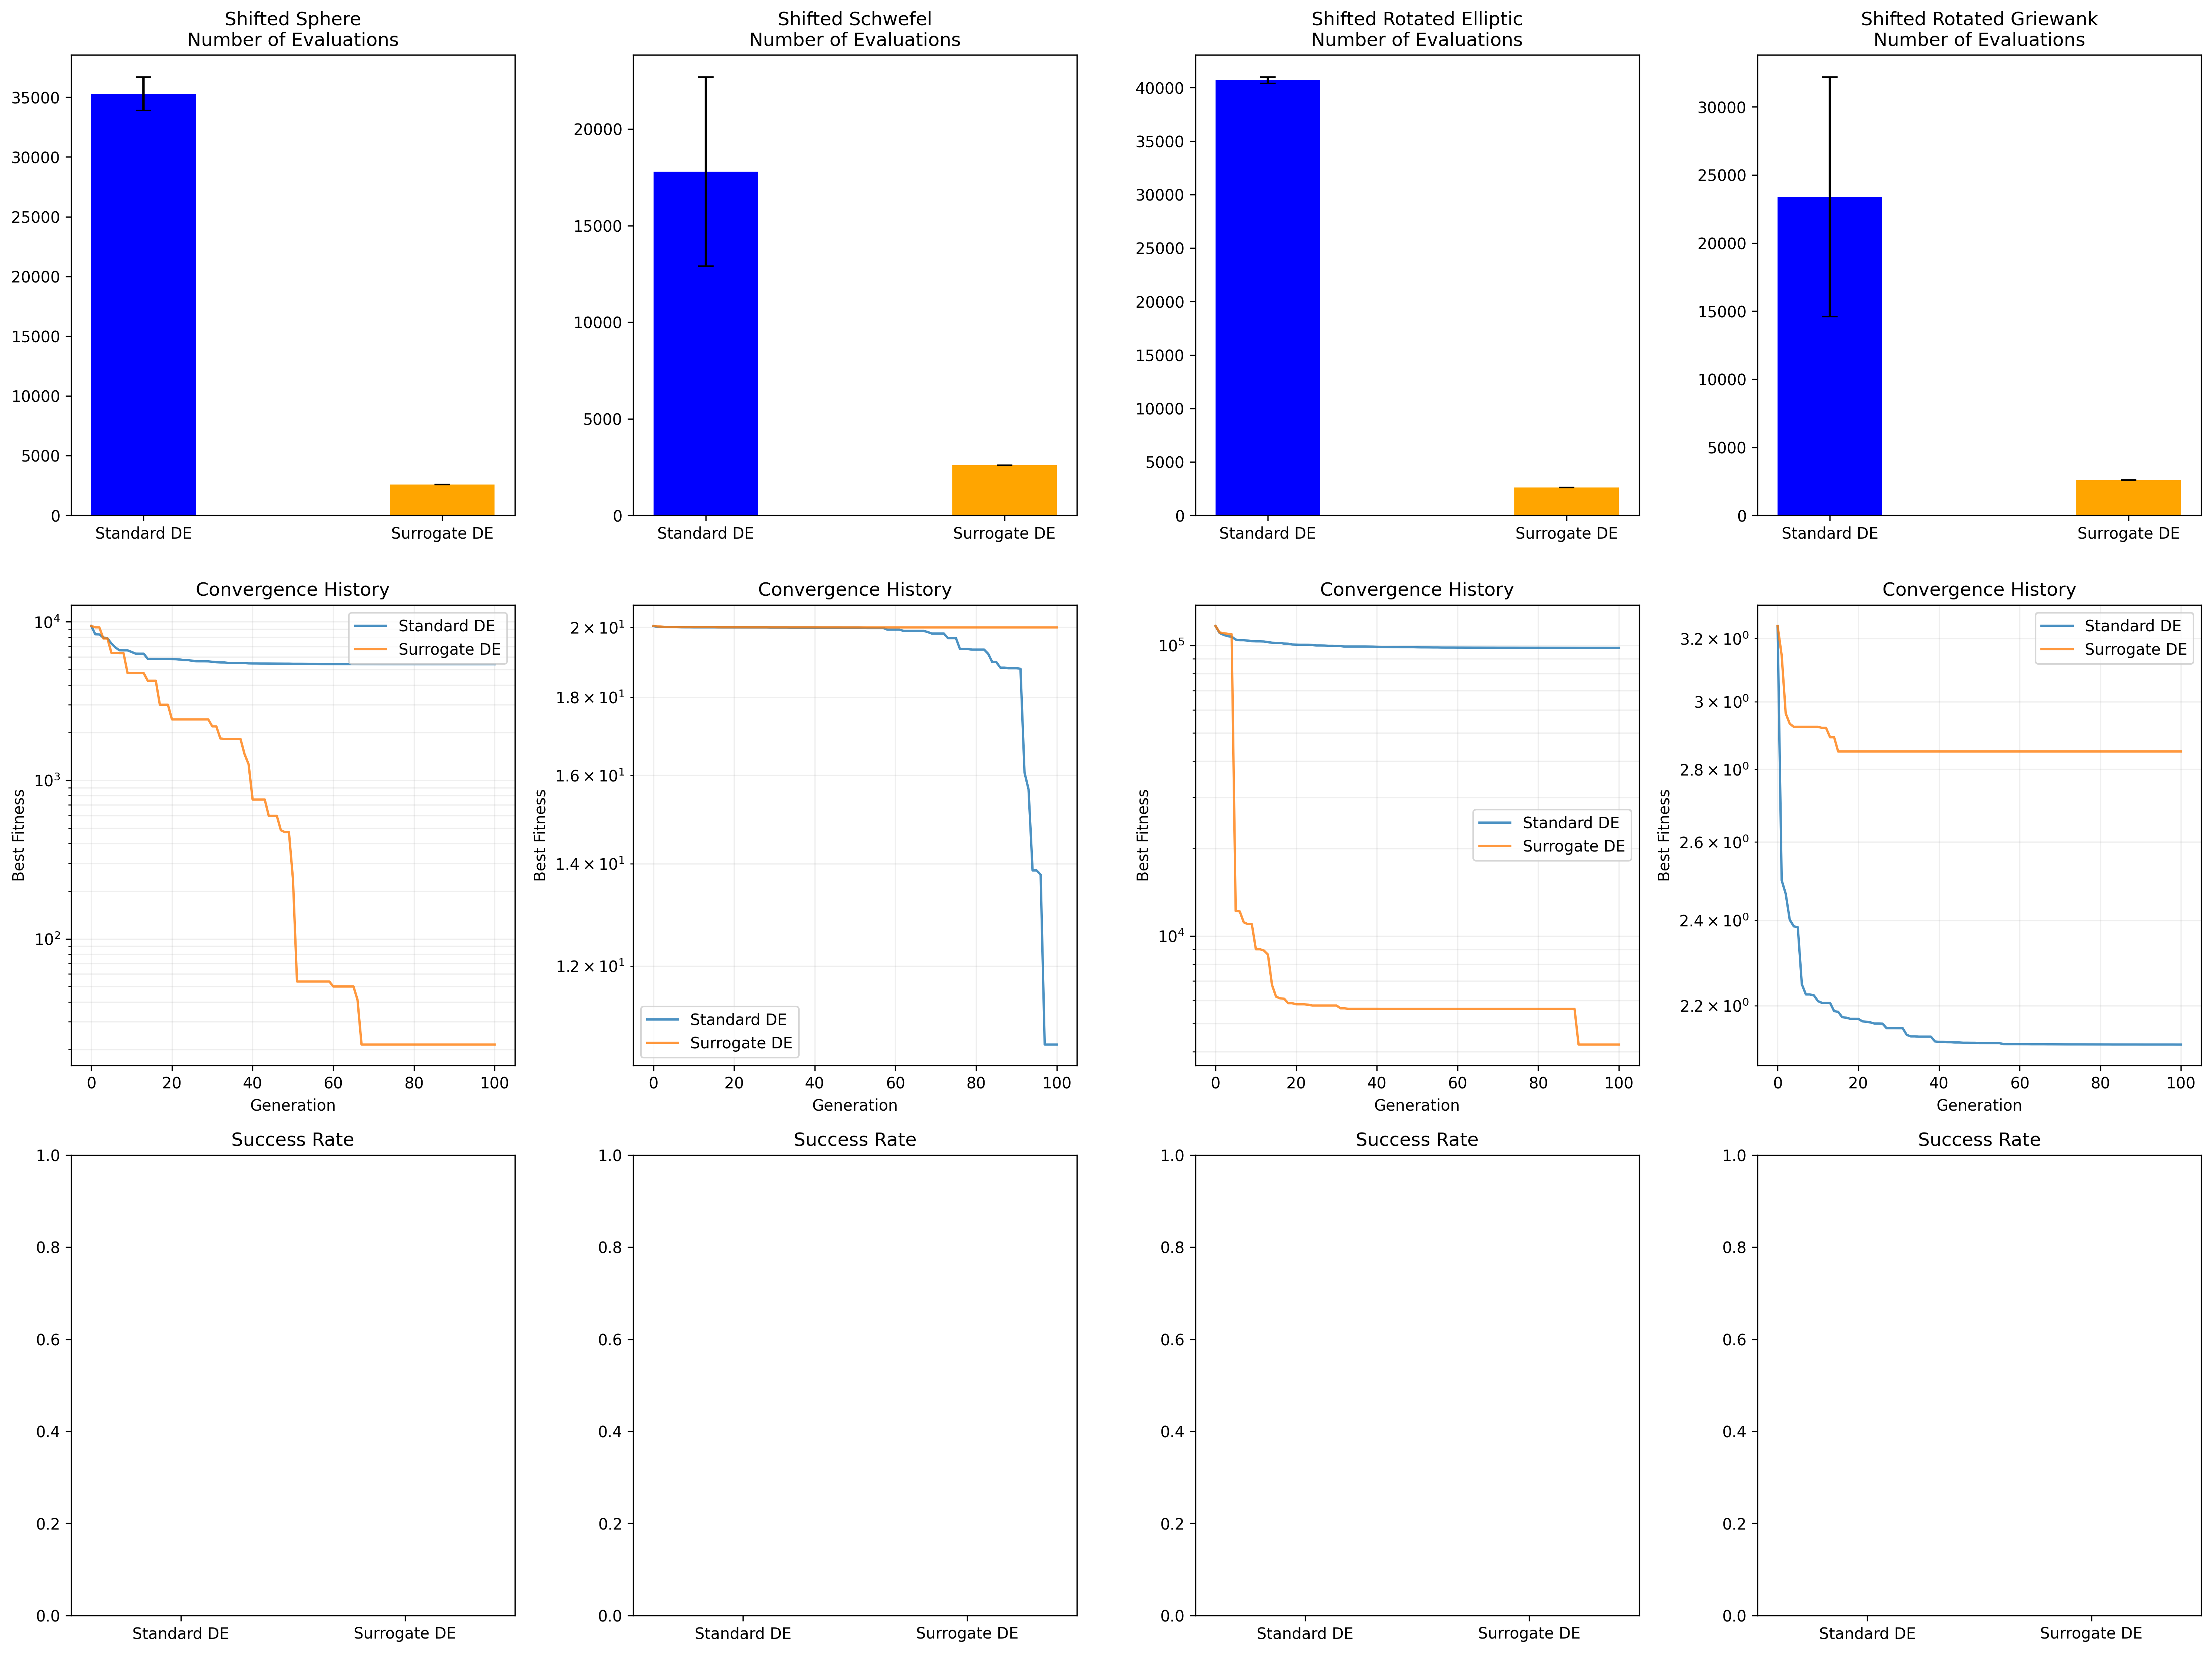 Shifted Sphere
Number of Evaluations
35000
30000
25000
20000
15000
10000
5000
0
Standard DE
Surrogate DE
Shifted Schwefel
Number of Evaluations
20000
15000
10000
5000
0
Standard DE
Surrogate DE
Shifted Rotated Elliptic
Number of Evaluations
40000
35000
30000
25000
20000
15000
10000
5000
0
Standard DE
Surrogate DE
Shifted Rotated Griewank
Number of Evaluations
30000
25000
20000
15000
10000
5000
0
Standard DE
Surrogate DE
Convergence History
Best Fitness
10⁴
10³
10²
Standard DE
Surrogate DE
0 20 40 60 80 100
Generation
Convergence History
Best Fitness
2 × 10¹
1.8 × 10¹
1.6 × 10¹
1.4 × 10¹
1.2 × 10¹
Standard DE
Surrogate DE
0 20 40 60 80 100
Generation
Convergence History
Best Fitness
10⁵
10⁴
Standard DE
Surrogate DE
0 20 40 60 80 100
Generation
Convergence History
Best Fitness
3.2 × 10⁰
3 × 10⁰
2.8 × 10⁰
2.6 × 10⁰
2.4 × 10⁰
2.2 × 10⁰
Standard DE
Surrogate DE
0 20 40 60 80 100
Generation
Success Rate
1.0
0.8
0.6
0.4
0.2
0.0
Standard DE
Surrogate DE
Success Rate
1.0
0.8
0.6
0.4
0.2
0.0
Standard DE
Surrogate DE
Success Rate
1.0
0.8
0.6
0.4
0.2
0.0
Standard DE
Surrogate DE
Success Rate
1.0
0.8
0.6
0.4
0.2
0.0
Standard DE
Surrogate DE